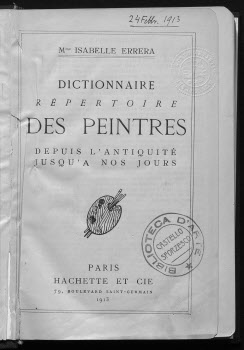 24 Febbr. 1913
Mme ISABELLE ERRERA
DICTIONNAIRE
RÉPERTOIRE
DES PEINTRES
DEPUIS L'ANTIQUITÉ
JUSQU'A NOS JOURS
BIBLIOTECA D'ARTE
CASTELLO
SFORZESCO
PARIS
HACHETTE ET CIE
79, BOULEVARD SAINT-GERMAIN
1913